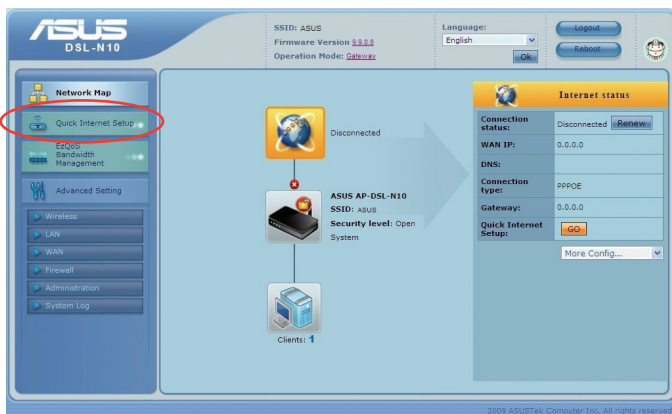 ASUS
DSL-N10
SSID: ASUS
Firmware Version 9.9.0.8
Operation Mode: Gateway
Language:
English
Ok
Logout
Reboot
Network Map
Quick Internet Setup
EzQoS
Bandwidth
Management
Advanced Setting
Wireless
LAN
WAN
Firewall
Administration
System Log
Disconnected
ASUS AP-DSL-N10
SSID: ASUS
Security level: Open
System
Clients: 1
Internet status
Connection
status:
Disconnected Renew
WAN IP: 0.0.0.0
DNS:
Connection
type:
PPPOE
Gateway: 0.0.0.0
Quick Internet
Setup:
GO
More Config...
2009 ASUSTek Computer Inc. All rights reserved